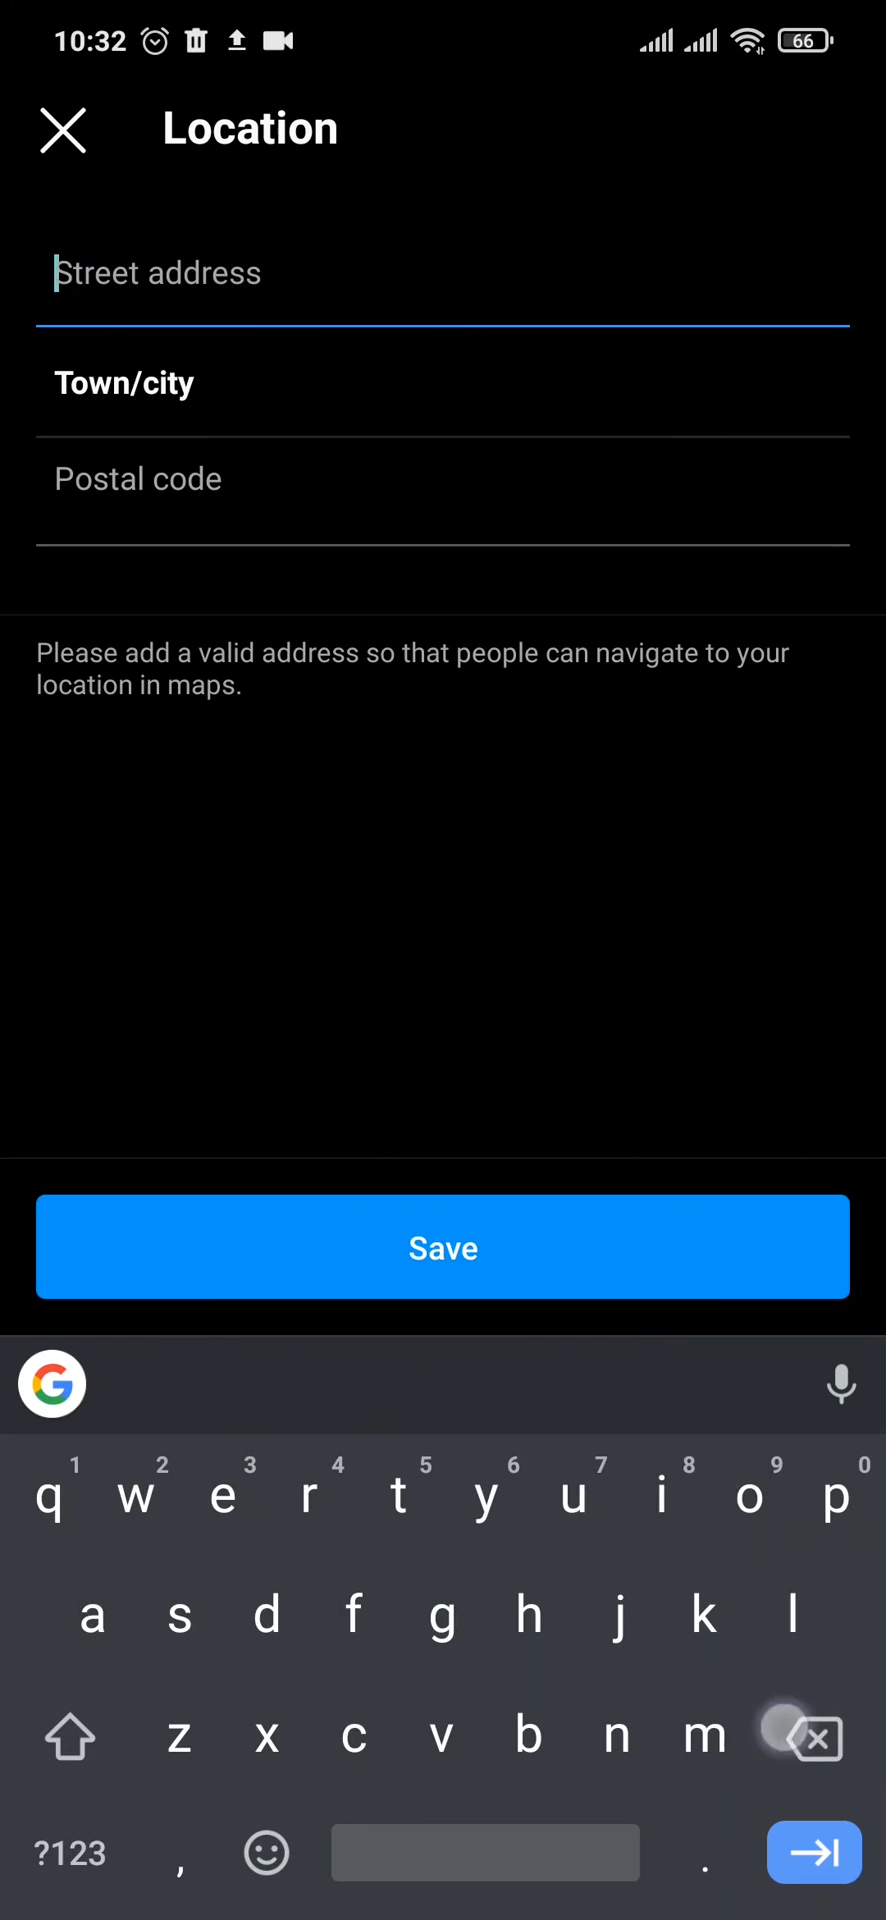 10:32 66
Location
Street address
Town/city
Postal code
Please add a valid address so that people can navigate to your
location in maps.
Save
1 2 3 4 5 6 7 8 9 0
q w e r t y u i o p
a s d f g h j k l
z x c v b n m
?123 , .